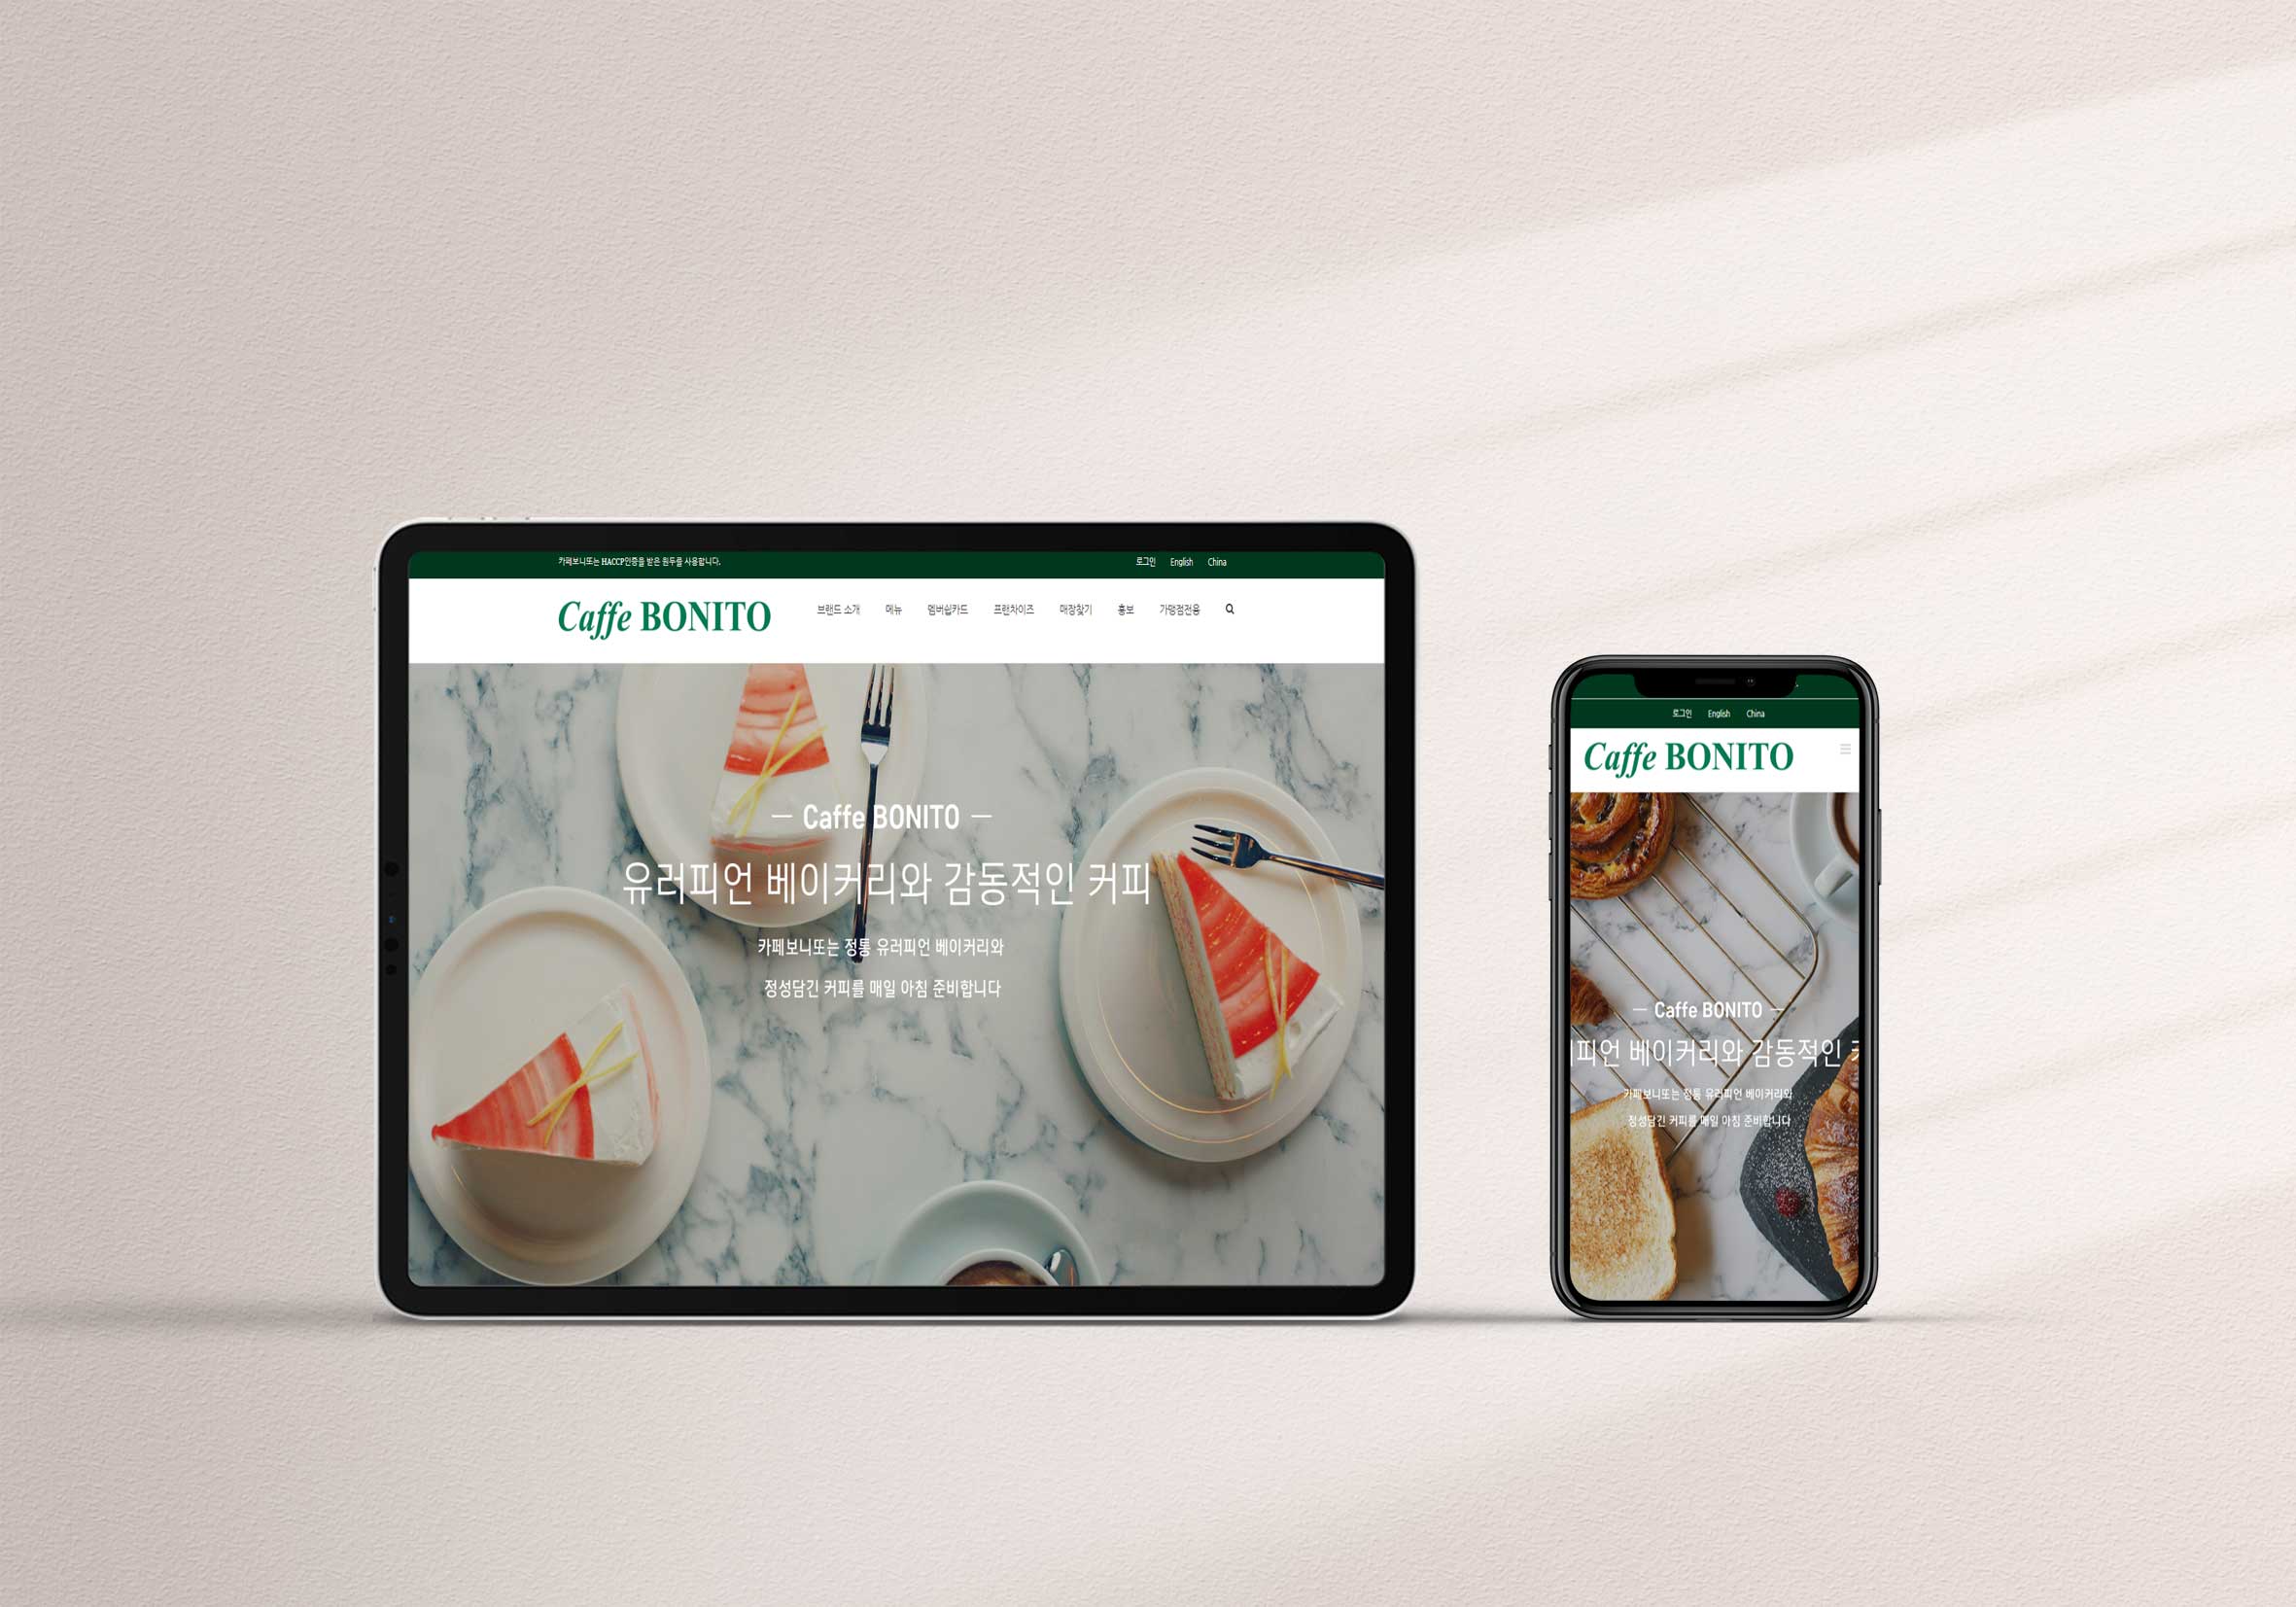 카페보니또는 HACCP인증을 받은 원두를 사용합니다.
로그인 English China
Caffe BONITO
브랜드 소개 메뉴 멤버쉽카드 프랜차이즈 매장찾기 홍보 가맹점전용
— Caffe BONITO —
유러피언 베이커리와 감동적인 커피
카페보니또는 정통 유러피언 베이커리와
정성담긴 커피를 매일 아침 준비합니다
로그인 English China
Caffe BONITO
— Caffe BONITO —
피언 베이커리와 감동적인
카페보니또는 정통 유러피언 베이커리와
정성담긴 커피를 매일 아침 준비합니다